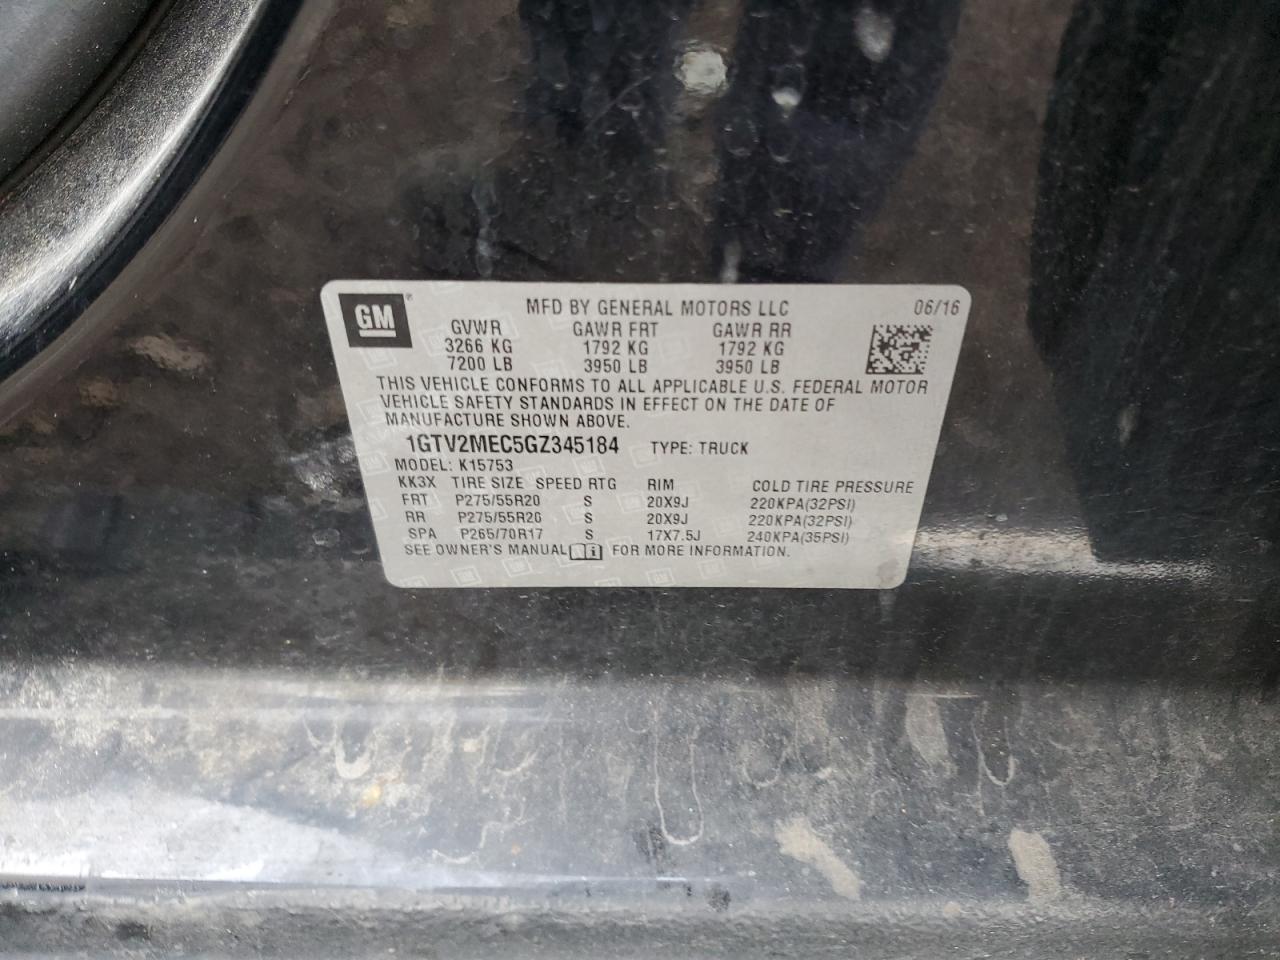 GM ® MFD BY GENERAL MOTORS LLC 06/16
GVWR GAWR FRT GAWR RR
3266 KG 1792 KG 1792 KG
7200 LB 3950 LB 3950 LB
THIS VEHICLE CONFORMS TO ALL APPLICABLE U.S. FEDERAL MOTOR
VEHICLE SAFETY STANDARDS IN EFFECT ON THE DATE OF
MANUFACTURE SHOWN ABOVE.
1GTV2MEC5GZ345184 TYPE: TRUCK
MODEL: K15753
KK3X TIRE SIZE SPEED RTG RIM COLD TIRE PRESSURE
FRT P275/55R20 S 20X9J 220KPA(32PSI)
RR P275/55R20 S 20X9J 220KPA(32PSI)
SPA P265/70R17 S 17X7.5J 240KPA(35PSI)
SEE OWNER'S MANUAL FOR MORE INFORMATION.